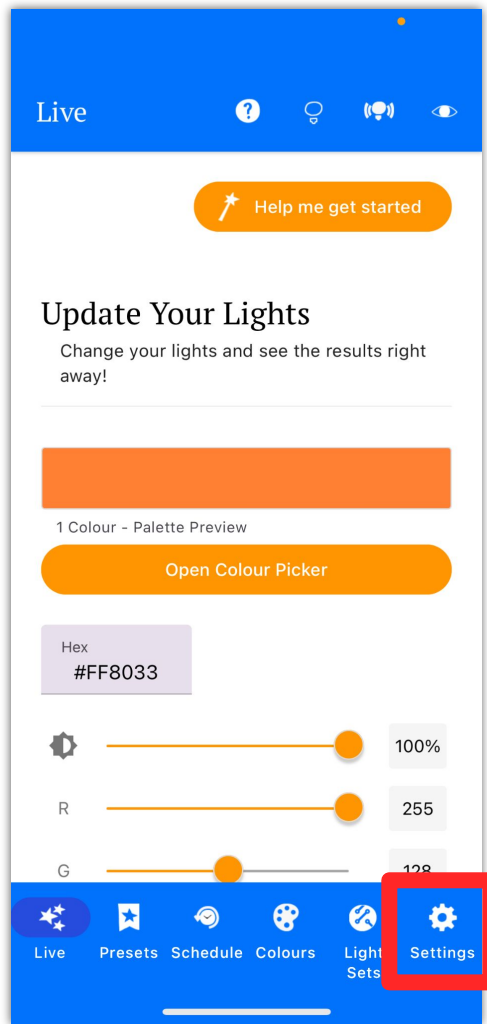 Live
Help me get started
Update Your Lights
Change your lights and see the results right
away!
1 Colour - Palette Preview
Open Colour Picker
Hex
#FF8033
100%
R
255
G
128
Live
Presets
Schedule
Colours
Light
Sets
Settings